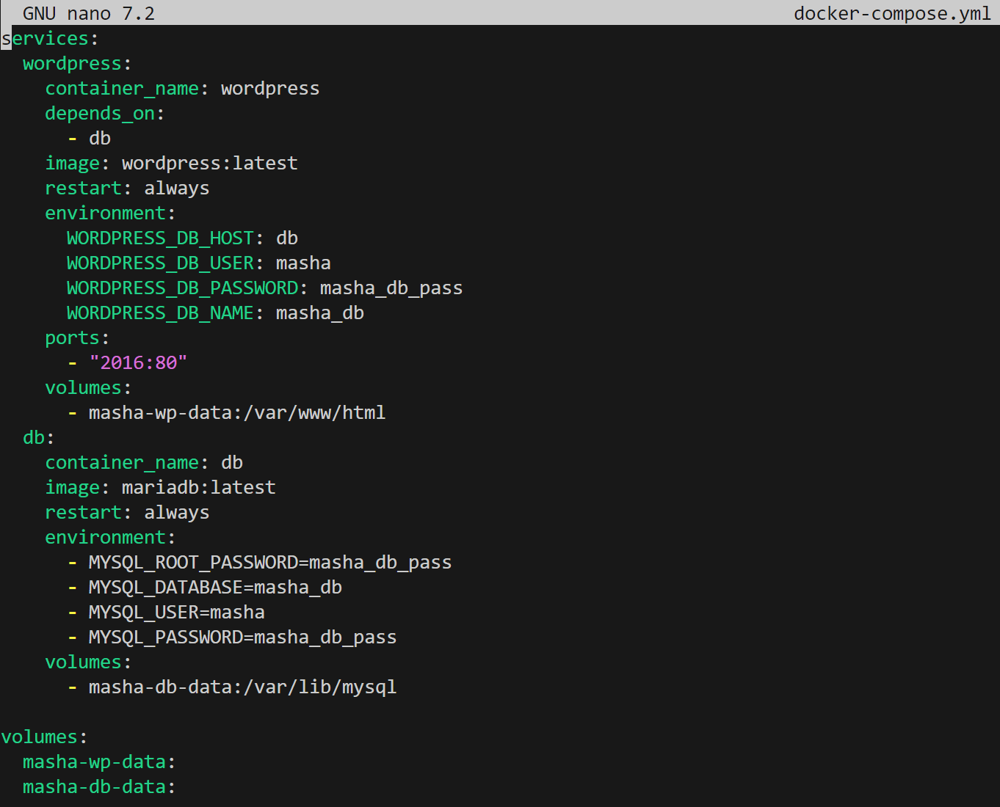 GNU nano 7.2 docker-compose.yml
services:
  wordpress:
    container_name: wordpress
    depends_on:
      - db
    image: wordpress:latest
    restart: always
    environment:
      WORDPRESS_DB_HOST: db
      WORDPRESS_DB_USER: masha
      WORDPRESS_DB_PASSWORD: masha_db_pass
      WORDPRESS_DB_NAME: masha_db
    ports:
      - "2016:80"
    volumes:
      - masha-wp-data:/var/www/html
  db:
    container_name: db
    image: mariadb:latest
    restart: always
    environment:
      - MYSQL_ROOT_PASSWORD=masha_db_pass
      - MYSQL_DATABASE=masha_db
      - MYSQL_USER=masha
      - MYSQL_PASSWORD=masha_db_pass
    volumes:
      - masha-db-data:/var/lib/mysql

volumes:
  masha-wp-data:
  masha-db-data: